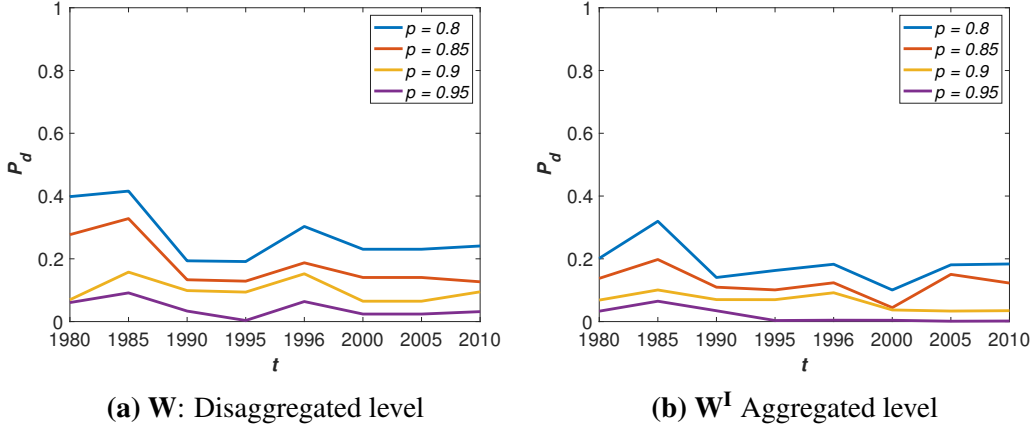 1
0.8
0.6
0.4
0.2
0
P_d
1980 1985 1990 1995 1996 2000 2005 2010
t
p = 0.8
p = 0.85
p = 0.9
p = 0.95
(a) W: Disaggregated level
1
0.8
0.6
0.4
0.2
0
P_d
1980 1985 1990 1995 1996 2000 2005 2010
t
p = 0.8
p = 0.85
p = 0.9
p = 0.95
(b) W^I Aggregated level